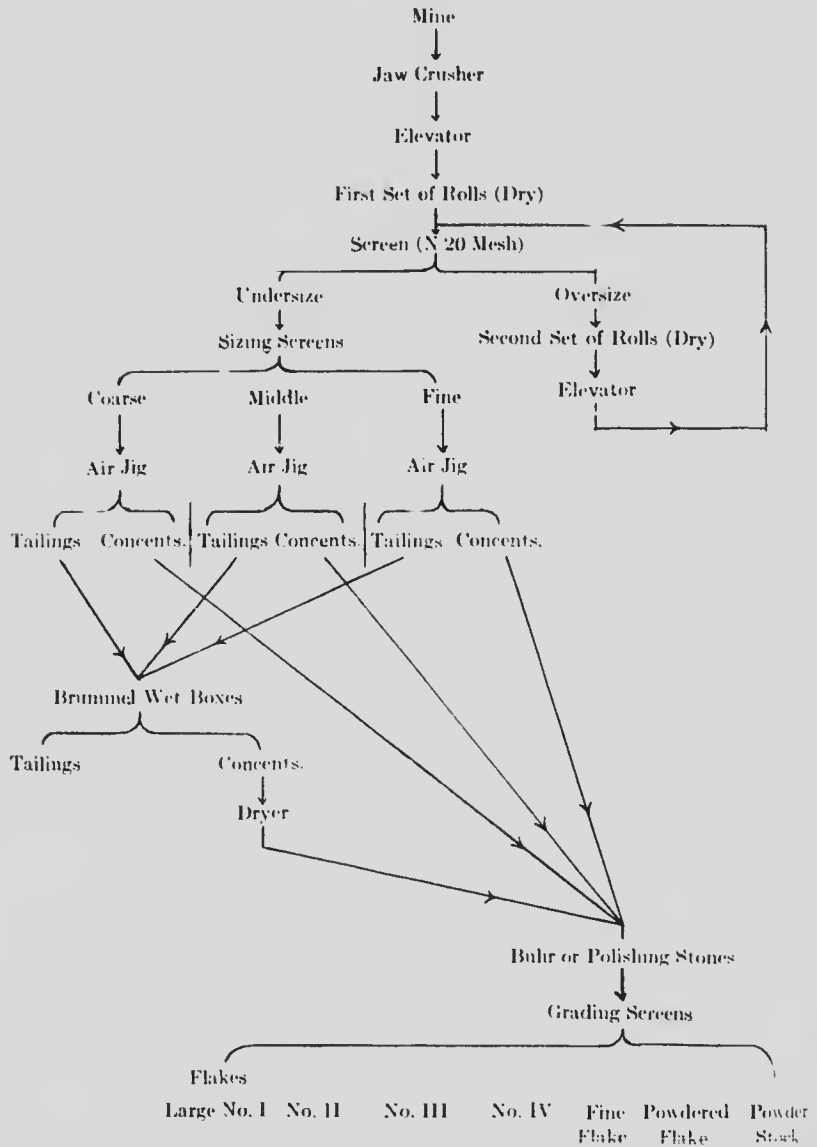 Mine
Jaw Crusher
Elevator
First Set of Rolls (Dry)
Screen (N 20 Mesh)
Undersize Oversize
Sizing Screens Second Set of Rolls (Dry)
Coarse Middle Fine Elevator
Air Jig Air Jig Air Jig
Tailings Concents. Tailings Concents. Tailings Concents.
Brummel Wet Boxes
Tailings Concents.
Dryer
Buhr or Polishing Stones
Grading Screens
Flakes
Large No. I No. II No. III No. IV Fine Powdered Powder
Flake Flake Stock